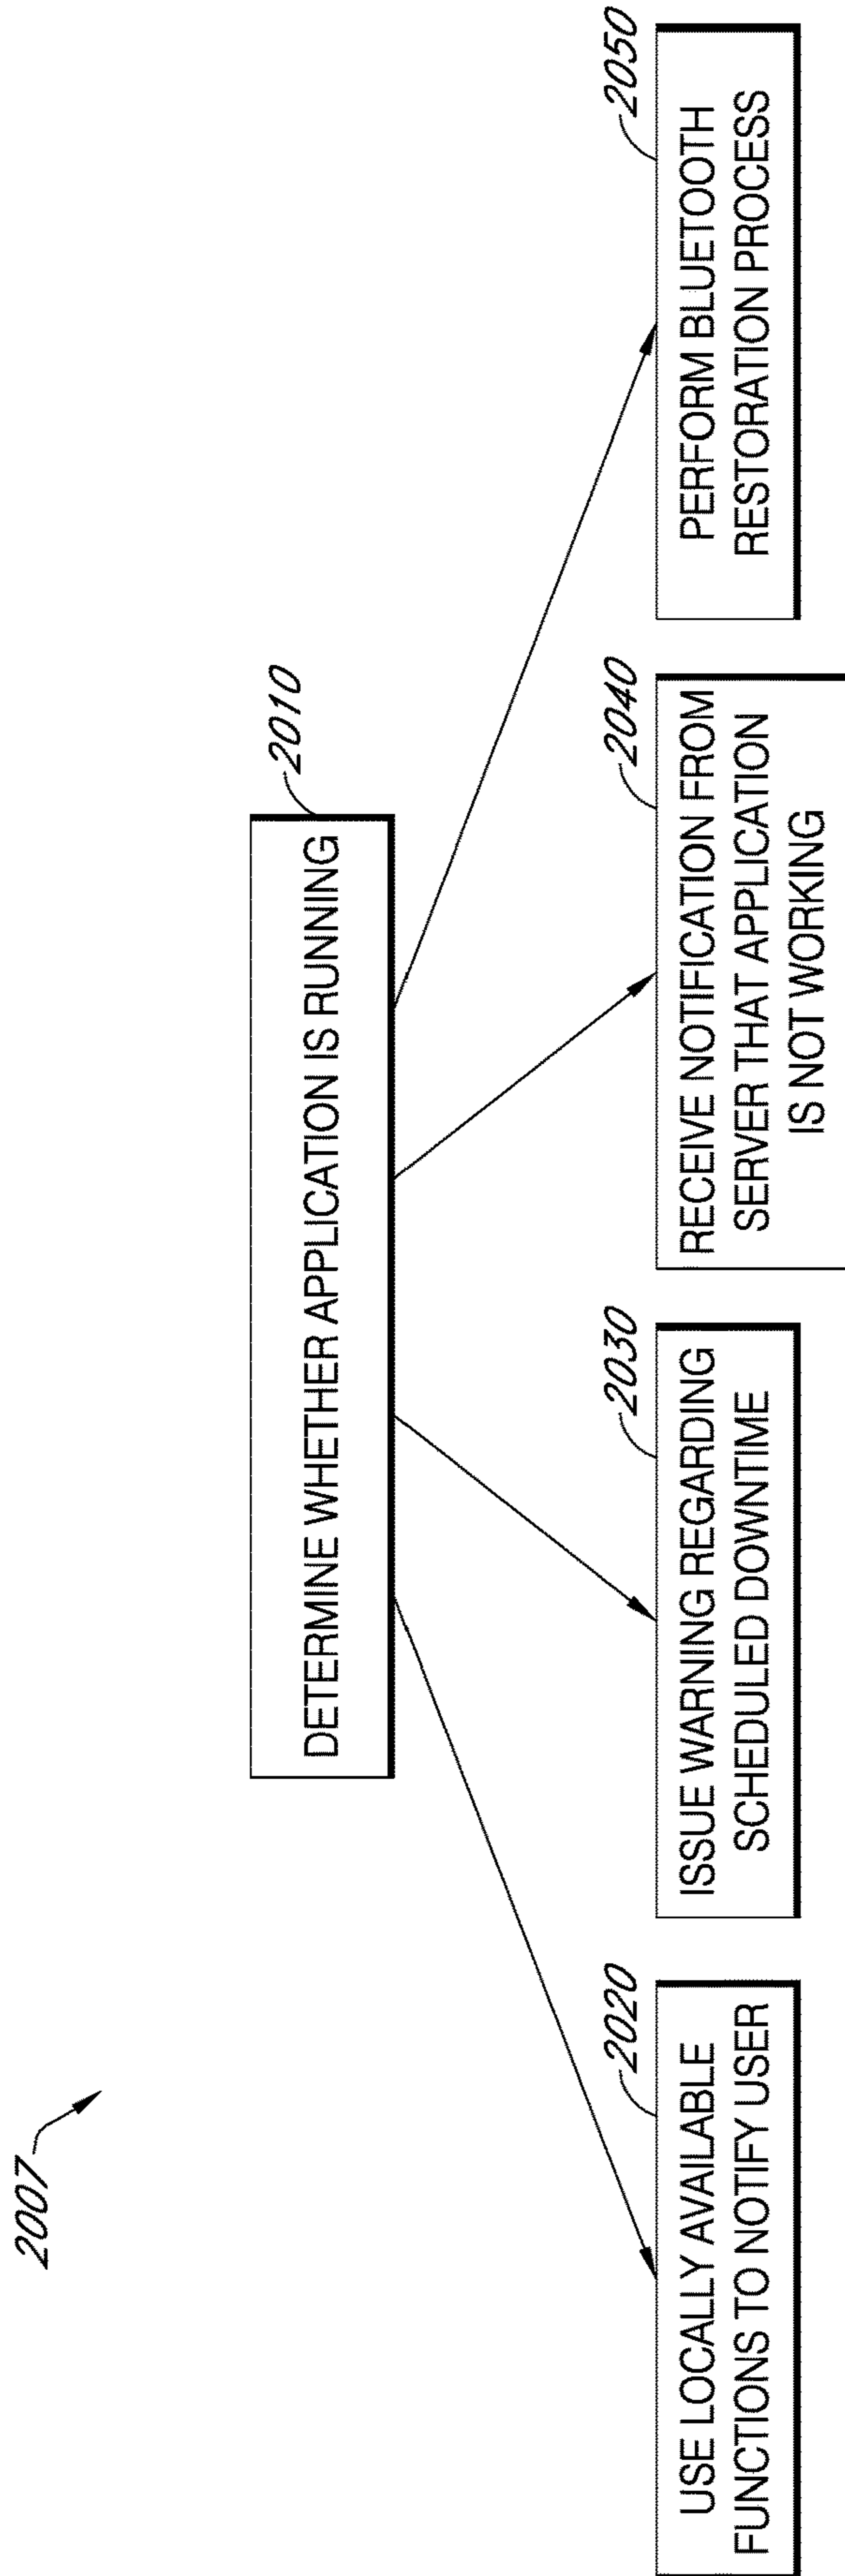 2007
2010
DETERMINE WHETHER APPLICATION IS RUNNING
2020
USE LOCALLY AVAILABLE
FUNCTIONS TO NOTIFY USER
2030
ISSUE WARNING REGARDING
SCHEDULED DOWNTIME
2040
RECEIVE NOTIFICATION FROM
SERVER THAT APPLICATION
IS NOT WORKING
2050
PERFORM BLUETOOTH
RESTORATION PROCESS